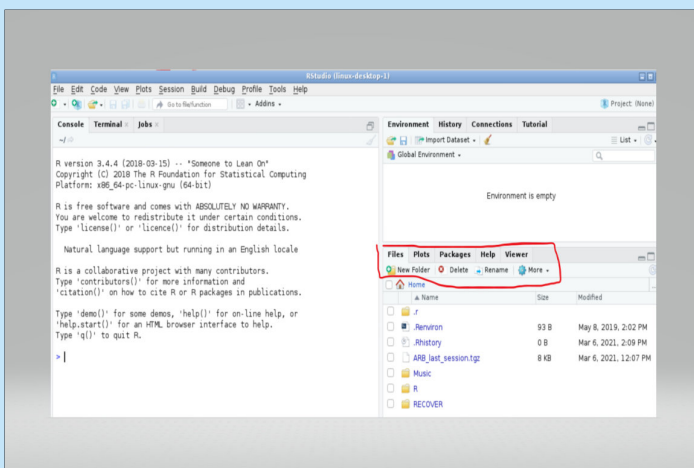 RStudio (linux-desktop-1)
File Edit Code View Plots Session Build Debug Profile Tools Help
Go to file/function Addins Project: (None)
Console Terminal Jobs
~/
R version 3.4.4 (2018-03-15) -- "Someone to Lean On"
Copyright (C) 2018 The R Foundation for Statistical Computing
Platform: x86_64-pc-linux-gnu (64-bit)
R is free software and comes with ABSOLUTELY NO WARRANTY.
You are welcome to redistribute it under certain conditions.
Type 'license()' or 'licence()' for distribution details.
Natural language support but running in an English locale
R is a collaborative project with many contributors.
Type 'contributors()' for more information and
'citation()' on how to cite R or R packages in publications.
Type 'demo()' for some demos, 'help()' for on-line help, or
'help.start()' for an HTML browser interface to help.
Type 'q()' to quit R.
>
Environment History Connections Tutorial
Import Dataset List
Global Environment
Environment is empty
Files Plots Packages Help Viewer
New Folder Delete Rename More
Home
Name Size Modified
.r
.Renviron 93 B May 8, 2019, 2:02 PM
.Rhistory 0 B Mar 6, 2021, 2:09 PM
ARB_last_session.tgz 8 KB Mar 6, 2021, 12:07 PM
Music
R
RECOVER